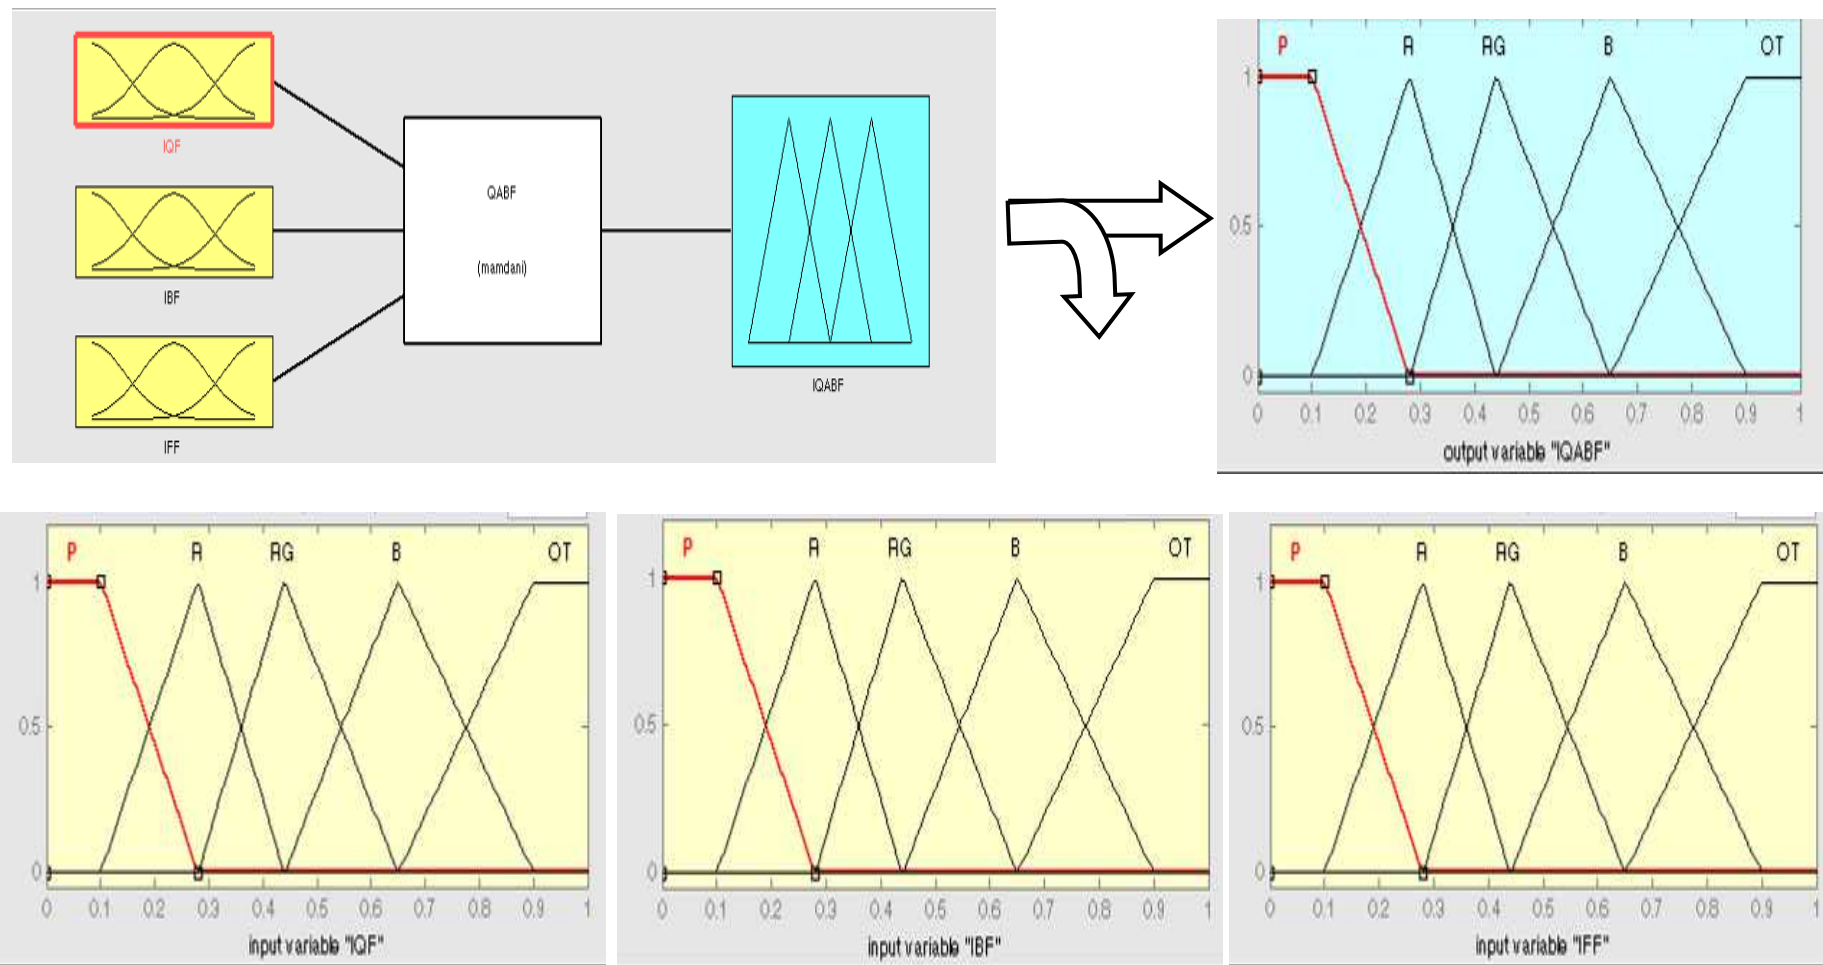 IQF
IBF
IFF
QABF
(mamdani)
IQABF
P R RG B OT
1
0.5
0
0 0.1 0.2 0.3 0.4 0.5 0.6 0.7 0.8 0.9 1
output variable "IQABF"
P R RG B OT
1
0.5
0
0 0.1 0.2 0.3 0.4 0.5 0.6 0.7 0.8 0.9 1
input variable "IQF"
P R RG B OT
1
0.5
0
0 0.1 0.2 0.3 0.4 0.5 0.6 0.7 0.8 0.9 1
input variable "IBF"
P R RG B OT
1
0.5
0
0 0.1 0.2 0.3 0.4 0.5 0.6 0.7 0.8 0.9 1
input variable "IFF"